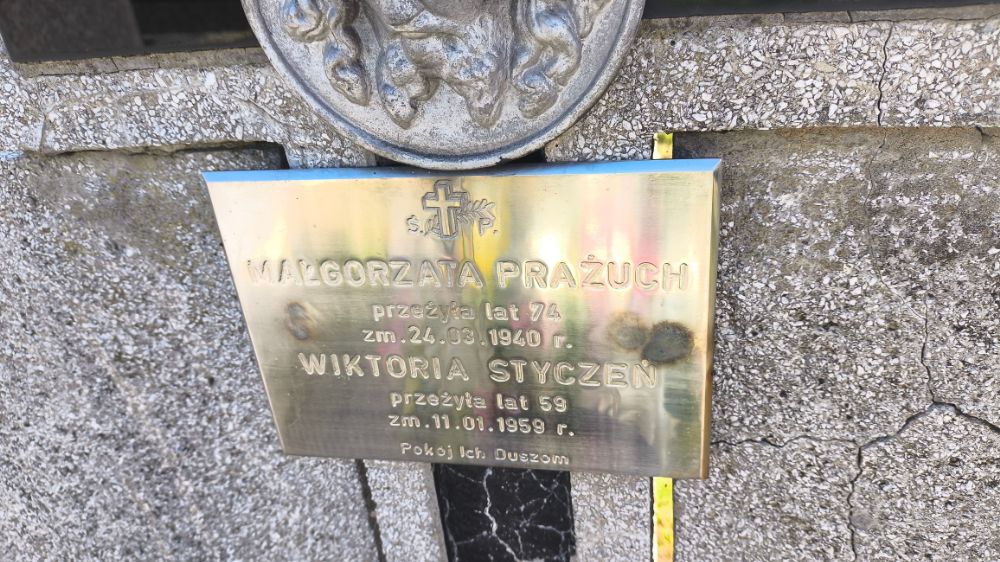 Ś. P.
MAŁGORZATA PRAŻUCH
przeżyła lat 74
zm. 24.03.1940 r.
WIKTORIA STYCZEŃ
przeżyła lat 59
zm. 11.01.1959 r.
Pokój Ich Duszom